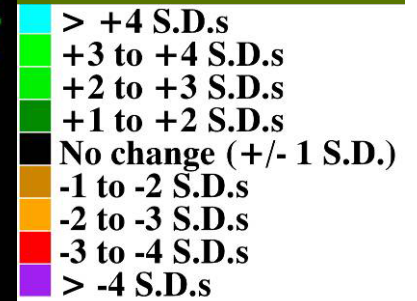 > +4 S.D.s
+3 to +4 S.D.s
+2 to +3 S.D.s
+1 to +2 S.D.s
No change (+/- 1 S.D.)
-1 to -2 S.D.s
-2 to -3 S.D.s
-3 to -4 S.D.s
> -4 S.D.s